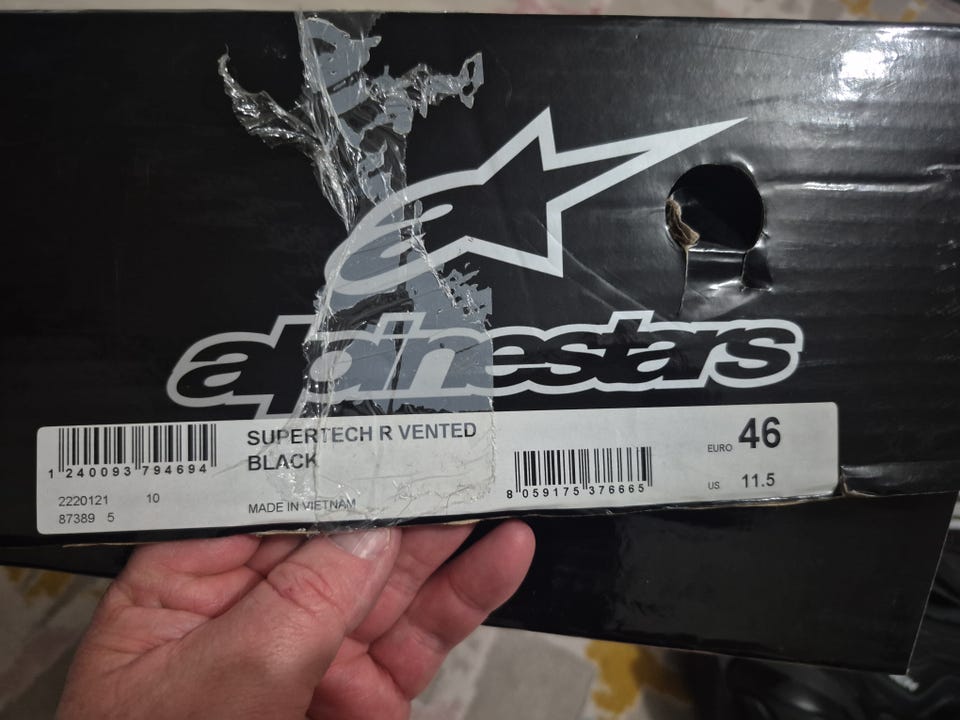 alpinestars
SUPERTECH R VENTED
BLACK
1 240093 794694
2220121 10
87389 5
MADE IN VIETNAM
8 059175 376665
EURO 46
US 11.5